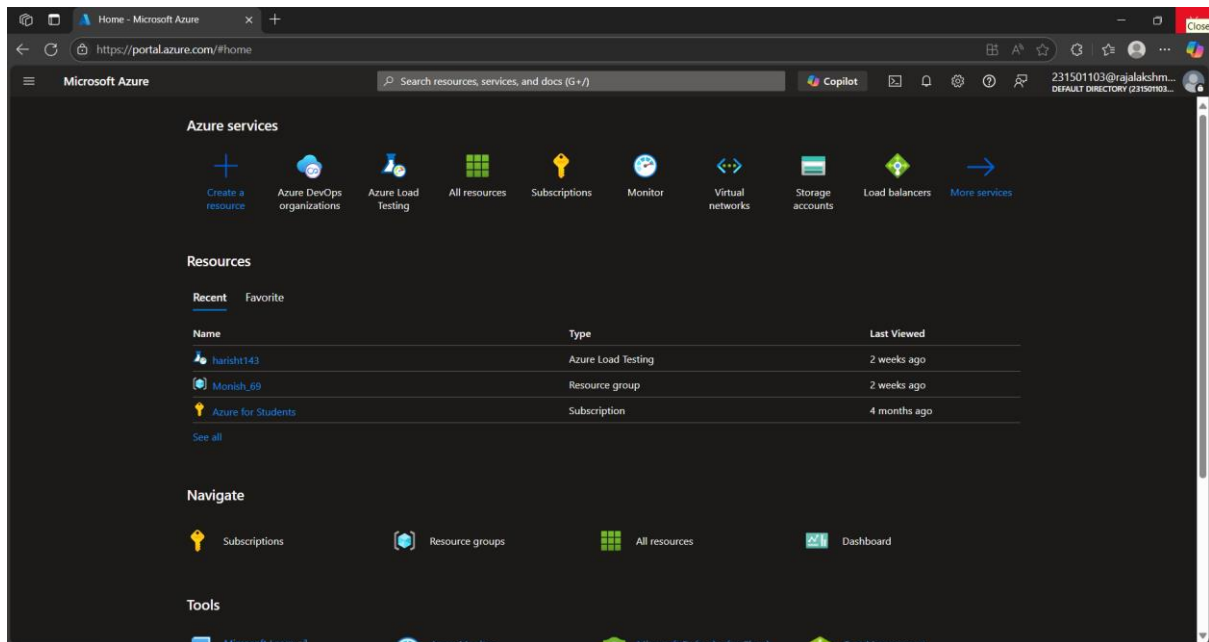 Home - Microsoft Azure
Close
https://portal.azure.com/#home
Microsoft Azure
Search resources, services, and docs (G+/)
Copilot
231501103@rajalakshm...
DEFAULT DIRECTORY (231501103...
Azure services
Create a resource
Azure DevOps organizations
Azure Load Testing
All resources
Subscriptions
Monitor
Virtual networks
Storage accounts
Load balancers
More services
Resources
Recent Favorite
Name Type Last Viewed
harisht143 Azure Load Testing 2 weeks ago
Monish_69 Resource group 2 weeks ago
Azure for Students Subscription 4 months ago
See all
Navigate
Subscriptions Resource groups All resources Dashboard
Tools